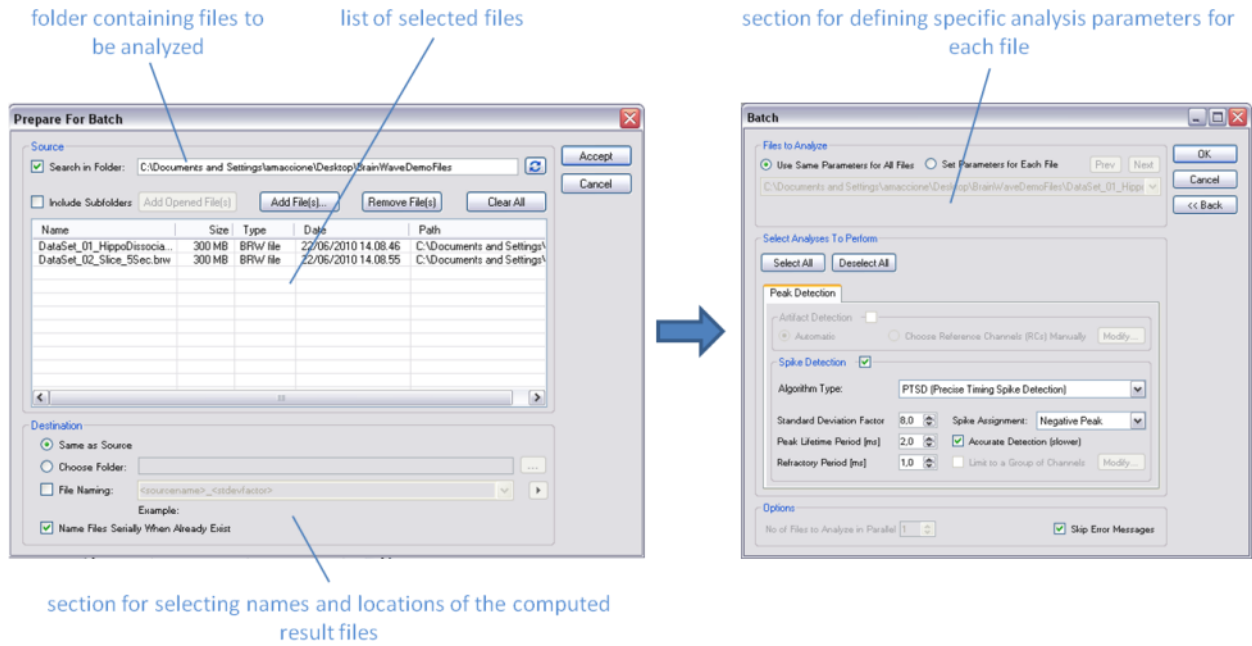 folder containing files to
be analyzed
list of selected files
section for defining specific analysis parameters for
each file
Prepare For Batch
Source
Search in Folder: C:\Documents and Settings\amaccione\Desktop\BrainWaveDemoFiles
Accept
Cancel
Include Subfolders Add Opened File(s) Add File(s)... Remove File(s) Clear All
Name Size Type Date Path
DataSet_01_HippoDissocia... 300 MB BRW file 22/06/2010 14.08.46 C:\Documents and Settings\
DataSet_02_Slice_5Sec.brw 300 MB BRW file 22/06/2010 14.08.55 C:\Documents and Settings\
Destination
Same as Source
Choose Folder: ...
File Naming: <sourcename>_<stdevfactor>
Example:
Name Files Serially When Already Exist
Batch
Files to Analyze
Use Same Parameters for All Files Set Parameters for Each File Prev Next
C:\Documents and Settings\amaccione\Desktop\BrainWaveDemoFiles\DataSet_01_Hippo
OK
Cancel
<< Back
Select Analyses To Perform
Select All Deselect All
Peak Detection
Artifact Detection
Automatic Choose Reference Channels (RCs) Manually Modify...
Spike Detection
Algorithm Type: PTSD (Precise Timing Spike Detection)
Standard Deviation Factor 8,0 Spike Assignment: Negative Peak
Peak Lifetime Period [ms] 2,0 Accurate Detection (slower)
Refractory Period [ms] 1,0 Limit to a Group of Channels Modify...
Options
No of Files to Analyze in Parallel 1 Skip Error Messages
section for selecting names and locations of the computed
result files